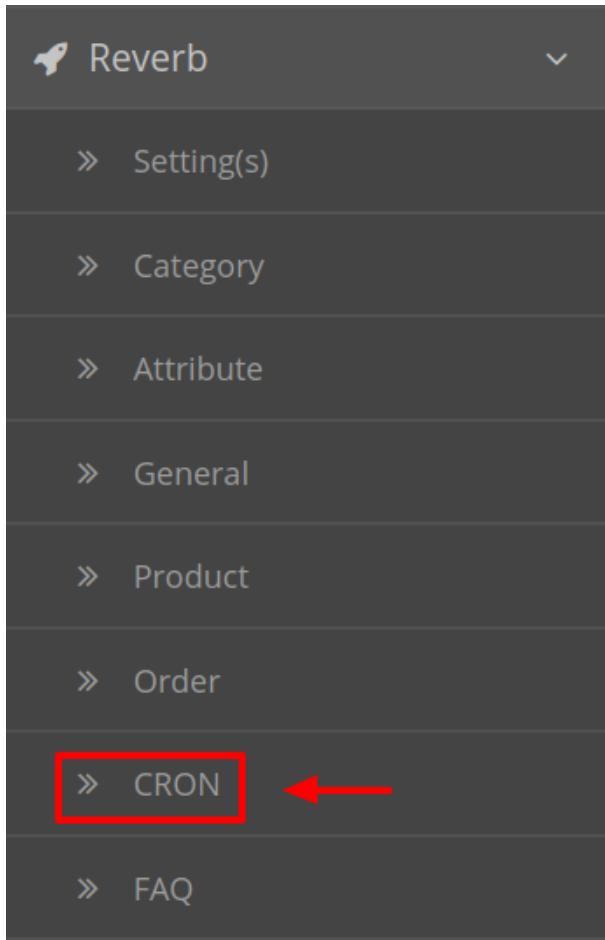 Reverb
Setting(s)
Category
Attribute
General
Product
Order
CRON
FAQ